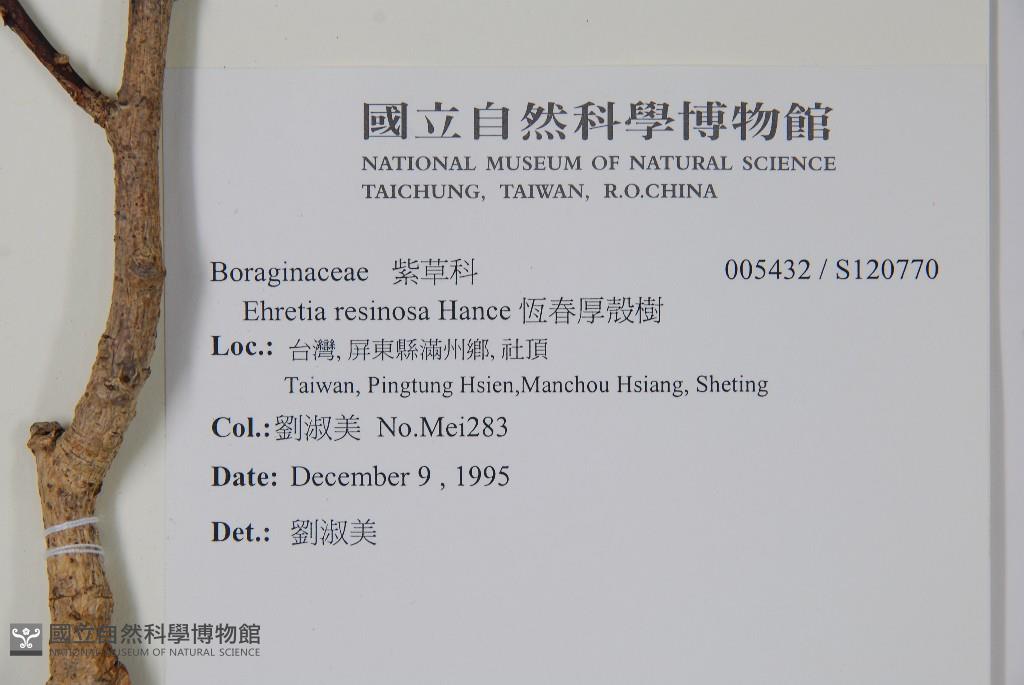 國立自然科學博物館
NATIONAL MUSEUM OF NATURAL SCIENCE
TAICHUNG, TAIWAN, R.O.CHINA
Boraginaceae 紫草科 005432 / S120770
Ehretia resinosa Hance 恆春厚殼樹
Loc.: 台灣, 屏東縣滿州鄉, 社頂
Taiwan, Pingtung Hsien,Manchou Hsiang, Sheting
Col.:劉淑美 No.Mei283
Date: December 9 , 1995
Det.: 劉淑美
國立自然科學博物館
NATIONAL MUSEUM OF NATURAL SCIENCE